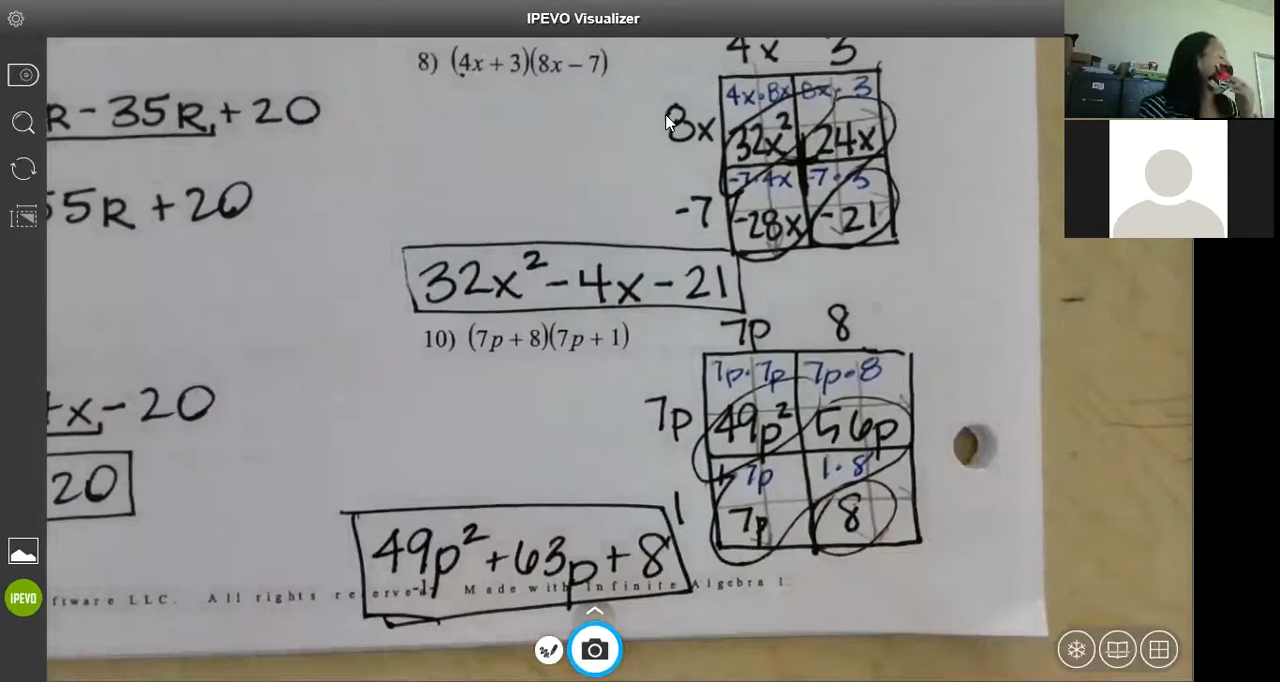 IPEVO Visualizer
R - 35R + 20
55R + 20
x - 20
20
8) (4x + 3)(8x - 7)
4x 3
4x•8x 8x • 3
8x 32x² 24x
-7•4x -7•3
-7 -28x -21
32x² - 4x - 21
10) (7p + 8)(7p + 1)
7p 8
7p•7p 7p•8
7p 49p² 56p
7p 1•8
1 7p 8
49p² + 63p + 8
ftware LLC. All rights reserve Made with Infinite Algebra 1.
IPEVO